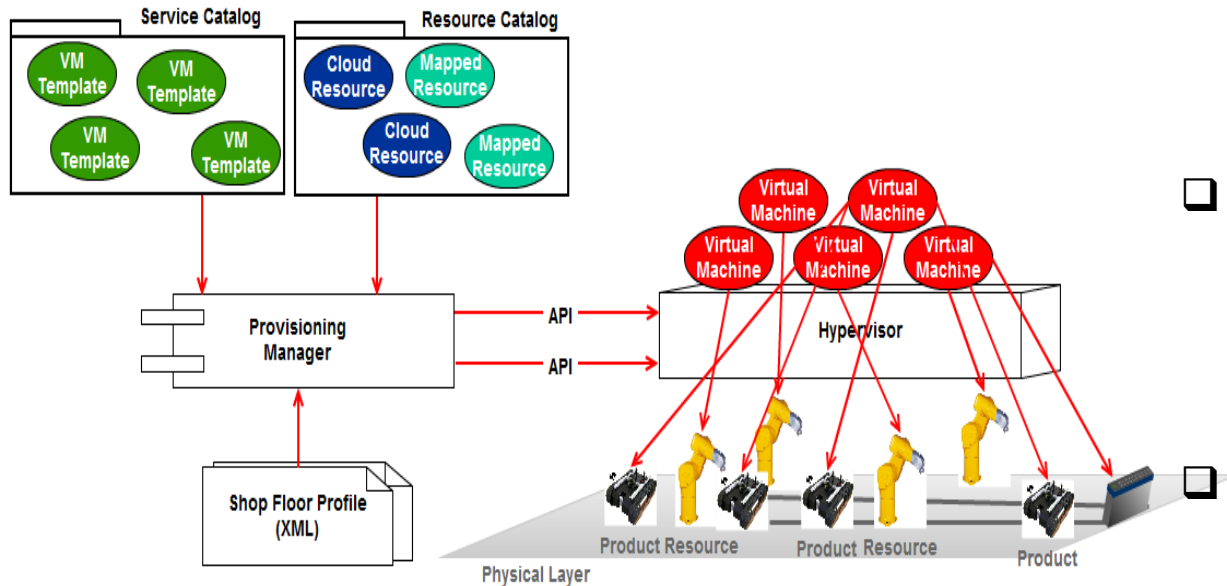 Service Catalog
VM
Template
VM
Template
VM
Template
VM
Template
Resource Catalog
Cloud
Resource
Mapped
Resource
Cloud
Resource
Mapped
Resource
Virtual
Machine
Virtual
Machine
Virtual
Machine
Virtual
Machine
Virtual
Machine
Provisioning
Manager
API
API
Hypervisor
Shop Floor Profile
(XML)
Product
Resource
Product
Resource
Product
Physical Layer